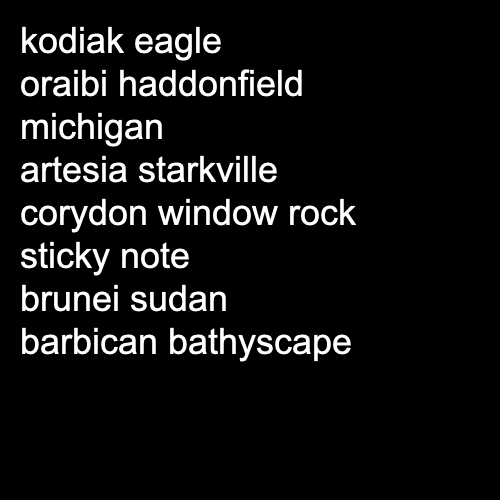 kodiak eagle
oraibi haddonfield
michigan
artesia starkville
corydon window rock
sticky note
brunei sudan
barbican bathyscape